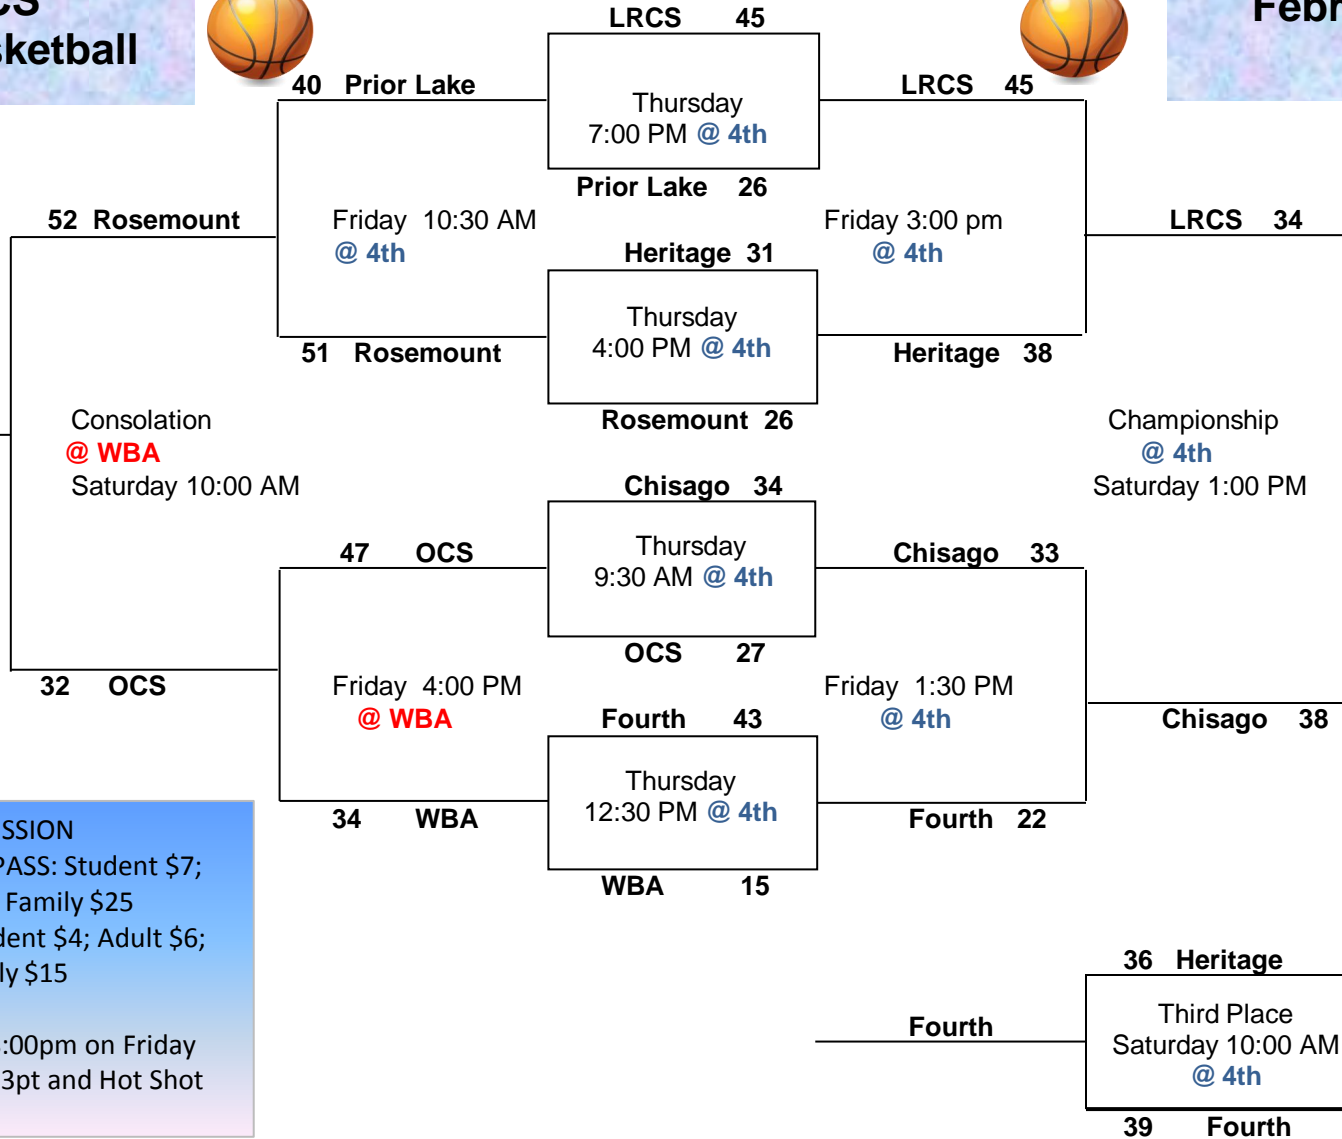 LRCS 45
40 Prior Lake
LRCS 45
Thursday
7:00 PM @ 4th
Prior Lake 26
52 Rosemount
Friday 10:30 AM
@ 4th
Friday 3:00 pm
@ 4th
LRCS 34
Heritage 31
Thursday
4:00 PM @ 4th
51 Rosemount
Heritage 38
Rosemount 26
Consolation
@ WBA
Saturday 10:00 AM
Championship
@ 4th
Saturday 1:00 PM
Chisago 34
47 OCS
Thursday
9:30 AM @ 4th
Chisago 33
OCS 27
32 OCS
Friday 4:00 PM
@ WBA
Friday 1:30 PM
@ 4th
Fourth 43
Chisago 38
Thursday
12:30 PM @ 4th
34 WBA
Fourth 22
WBA 15
PASS: Student $7;
Family $25
$4; Adult $6;
$15
:00pm on Friday
3pt and Hot Shot
36 Heritage
Fourth
Third Place
Saturday 10:00 AM
@ 4th
39 Fourth